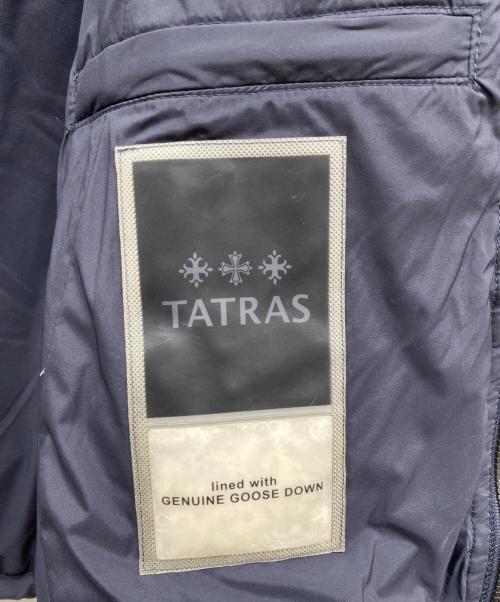 TATRAS
lined with
GENUINE GOOSE DOWN